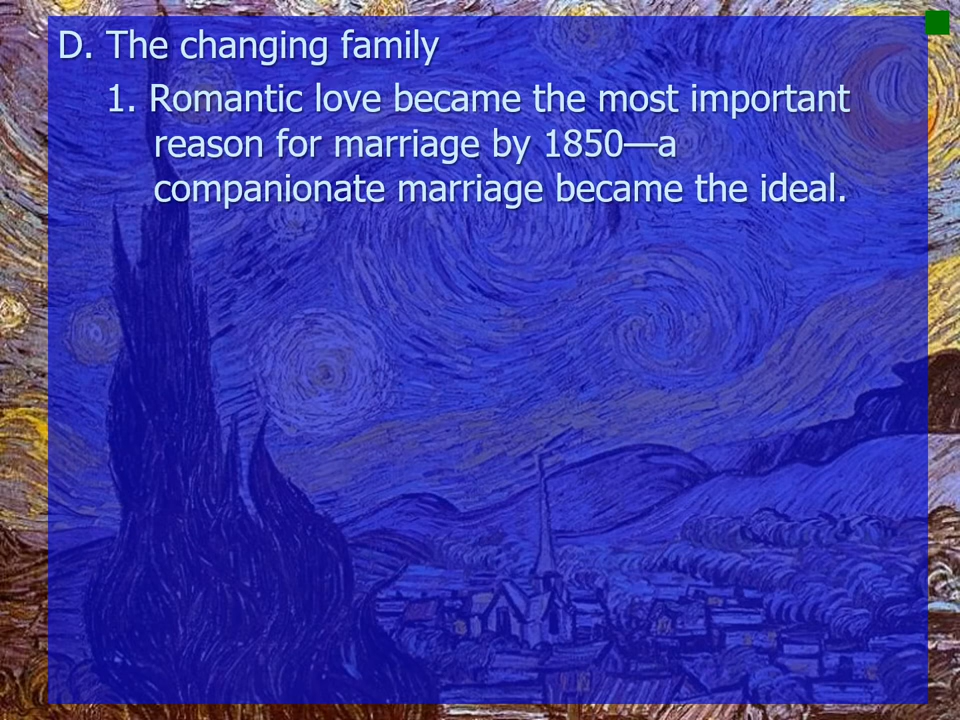 D. The changing family
1. Romantic love became the most important
reason for marriage by 1850—a
companionate marriage became the ideal.